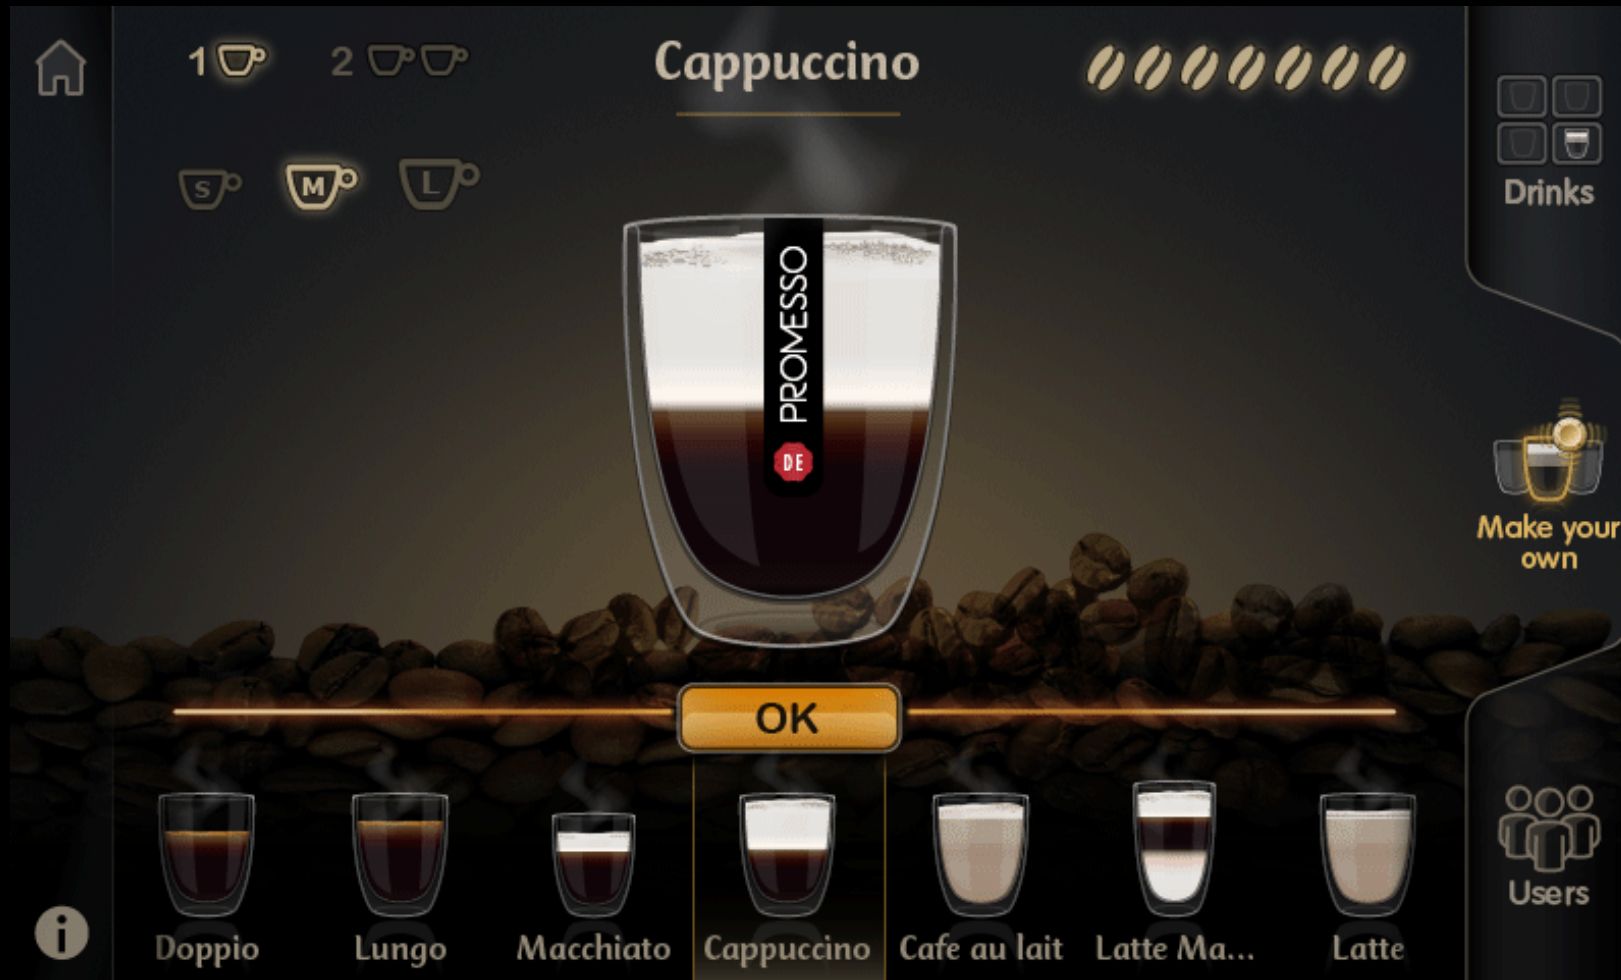 1
2
Cappuccino
S
M
L
Drinks
PROMESSO
DE
Make your
own
OK
Doppio
Lungo
Macchiato
Cappuccino
Cafe au lait
Latte Ma...
Latte
Users
i